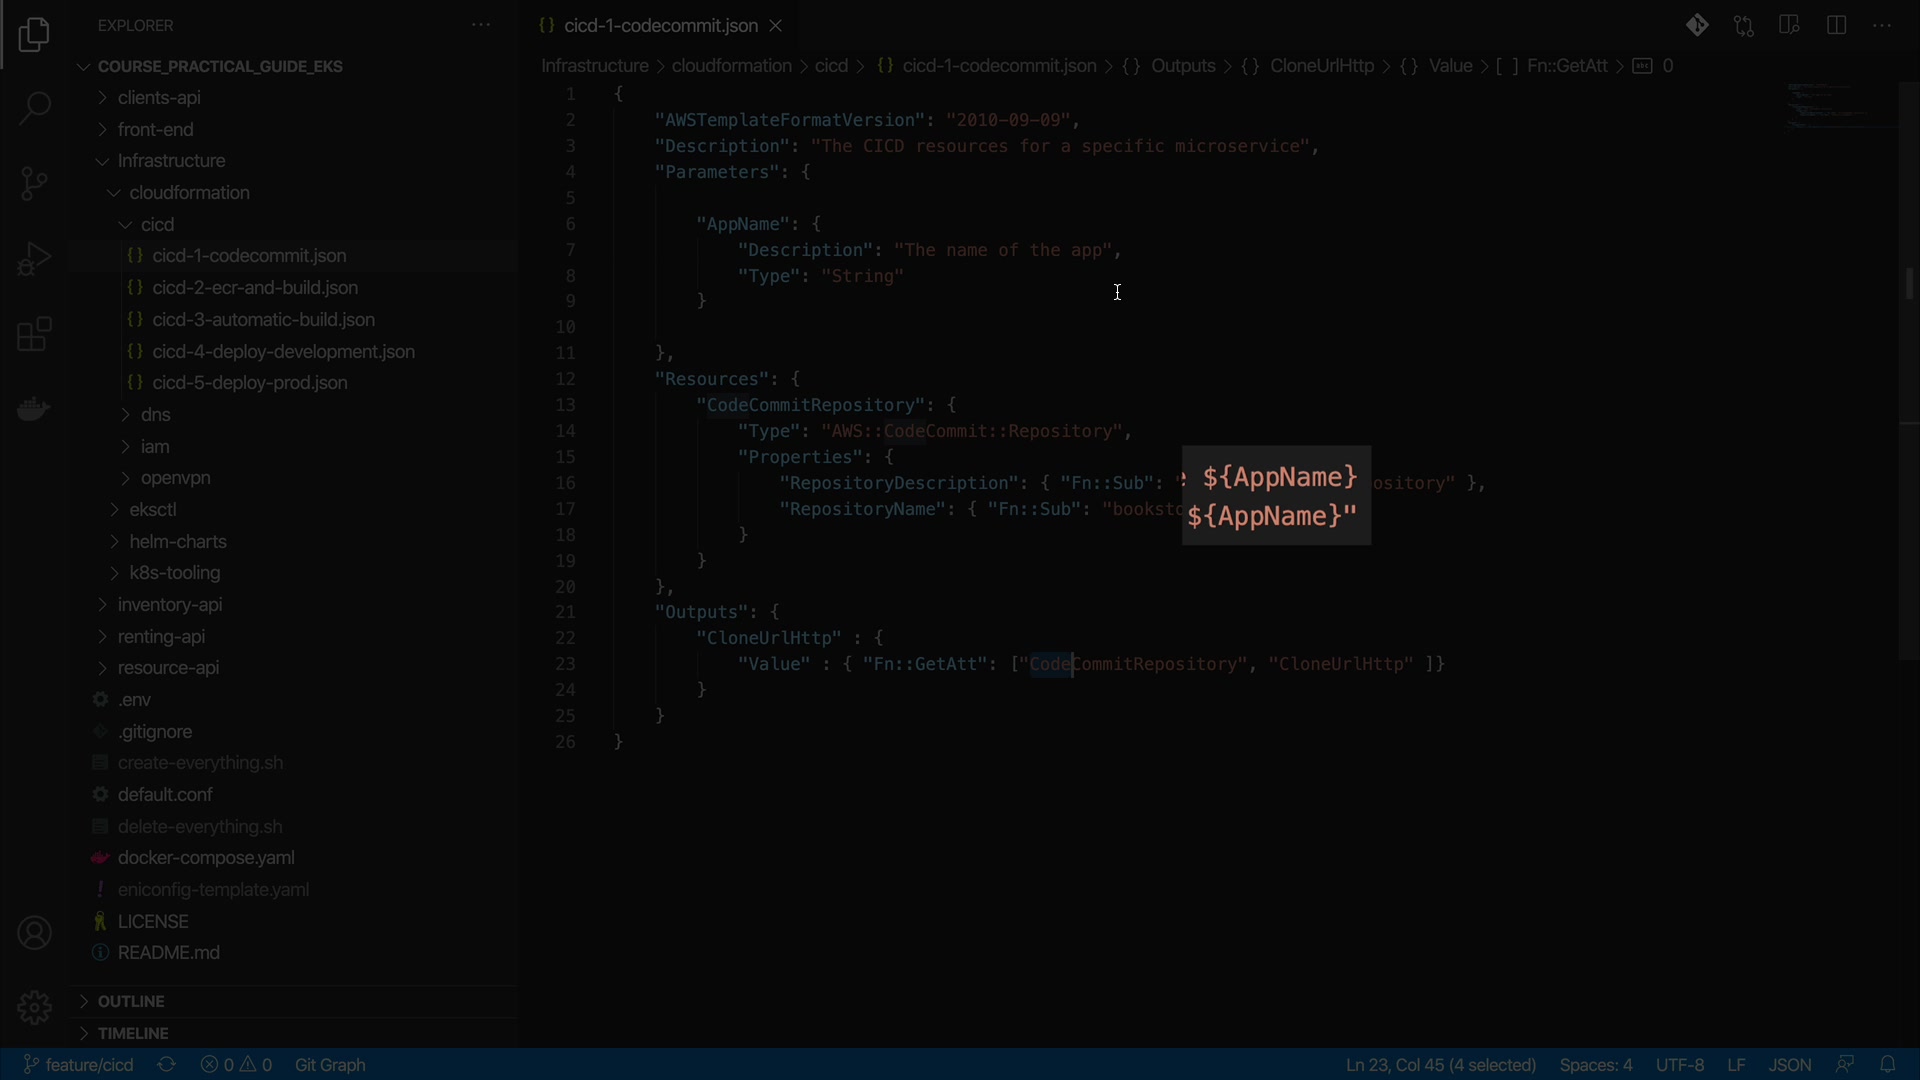 EXPLORER
COURSE_PRACTICAL_GUIDE_EKS
clients-api
front-end
Infrastructure
cloudformation
cicd
cicd-1-codecommit.json
cicd-2-ecr-and-build.json
cicd-3-automatic-build.json
cicd-4-deploy-development.json
cicd-5-deploy-prod.json
dns
iam
openvpn
eksctl
helm-charts
k8s-tooling
inventory-api
renting-api
resource-api
.env
.gitignore
create-everything.sh
default.conf
delete-everything.sh
docker-compose.yaml
eniconfig-template.yaml
LICENSE
README.md
OUTLINE
TIMELINE
{} cicd-1-codecommit.json
Infrastructure > cloudformation > cicd > {} cicd-1-codecommit.json > {} Outputs > {} CloneUrlHttp > {} Value > [ ] Fn::GetAtt > abc 0
1 {
2 "AWSTemplateFormatVersion": "2010-09-09",
3 "Description": "The CICD resources for a specific microservice",
4 "Parameters": {
5
6 "AppName": {
7 "Description": "The name of the app",
8 "Type": "String"
9 }
10
11 },
12 "Resources": {
13 "CodeCommitRepository": {
14 "Type": "AWS::CodeCommit::Repository",
15 "Properties": {
16 "RepositoryDescription": { "Fn::Sub": " ${AppName} ository" },
17 "RepositoryName": { "Fn::Sub": "bookst ${AppName}"
18 }
19 }
20 },
21 "Outputs": {
22 "CloneUrlHttp" : {
23 "Value" : { "Fn::GetAtt": ["CodeCommitRepository", "CloneUrlHttp" ]}
24 }
25 }
26 }
feature/cicd 0 0 Git Graph Ln 23, Col 45 (4 selected) Spaces: 4 UTF-8 LF JSON